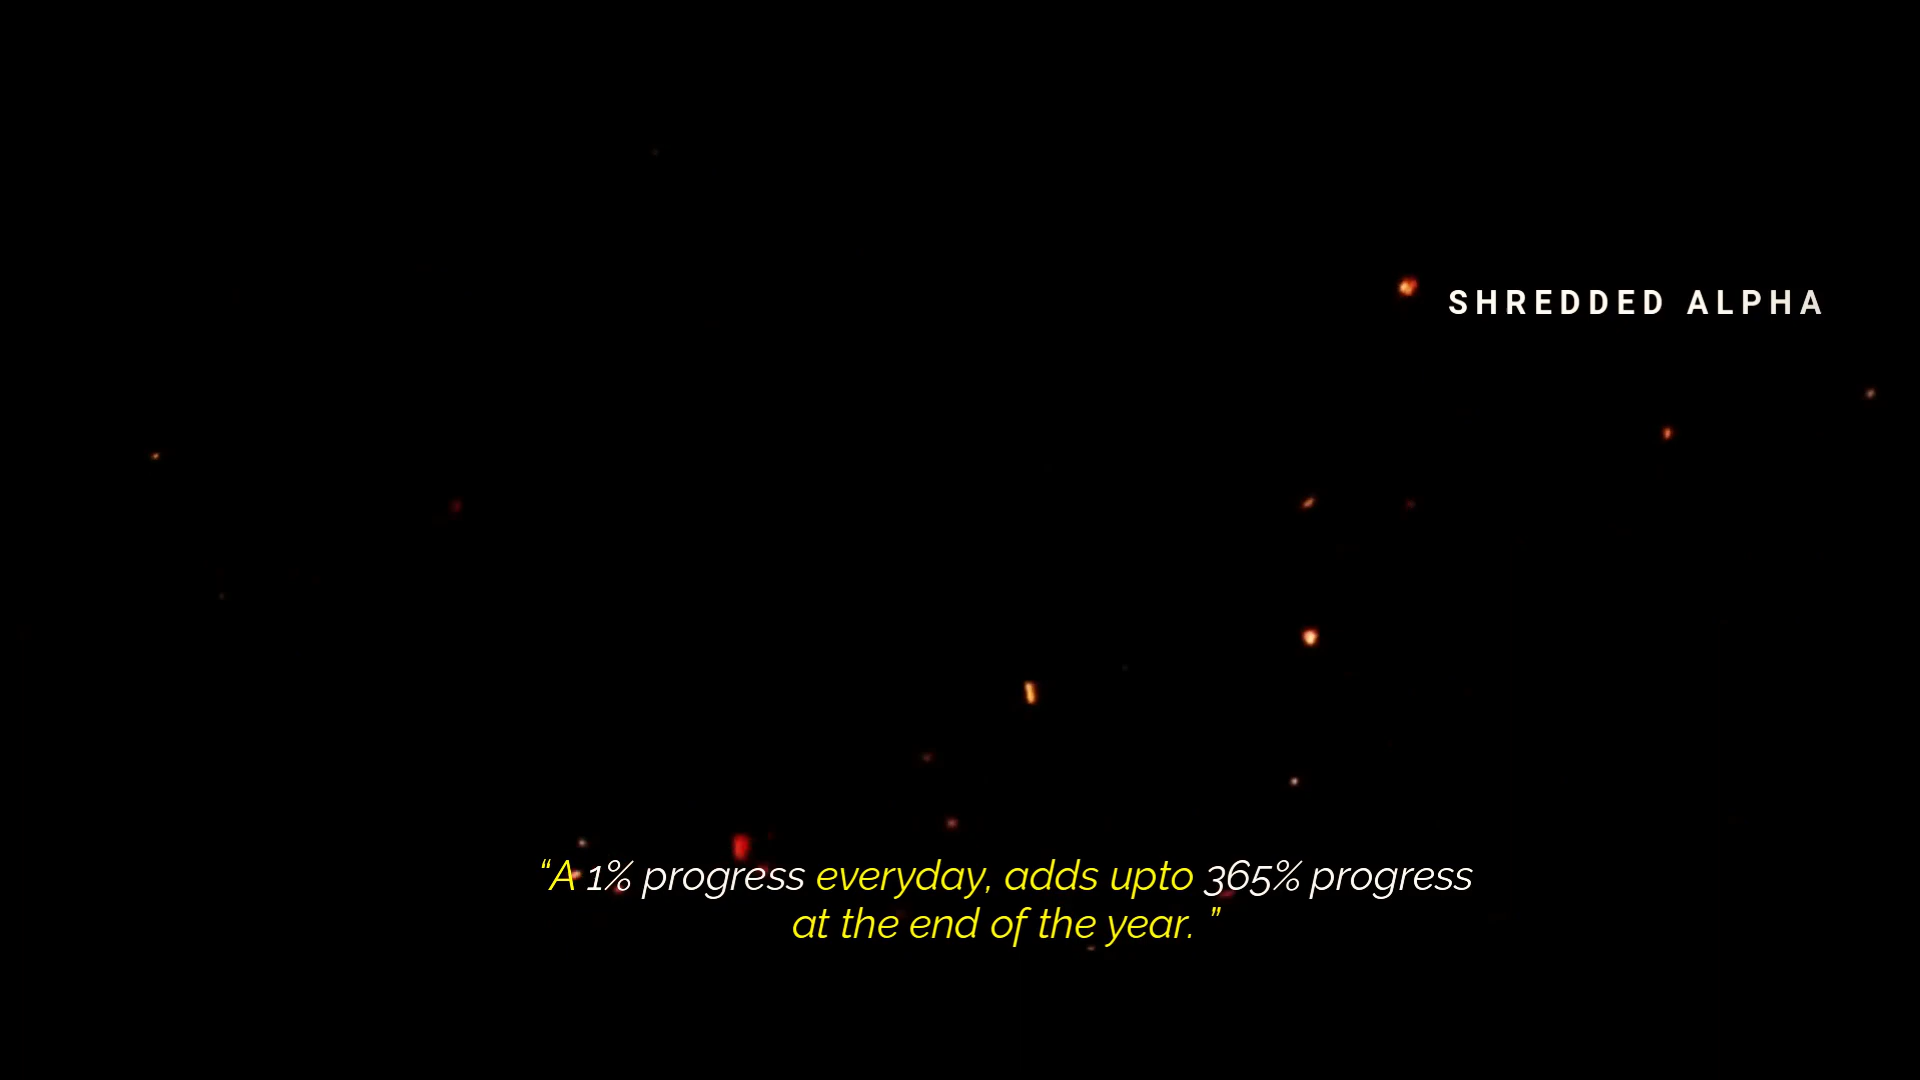 SHREDDED ALPHA
“A 1% progress everyday, adds upto 365% progress
at the end of the year. ”